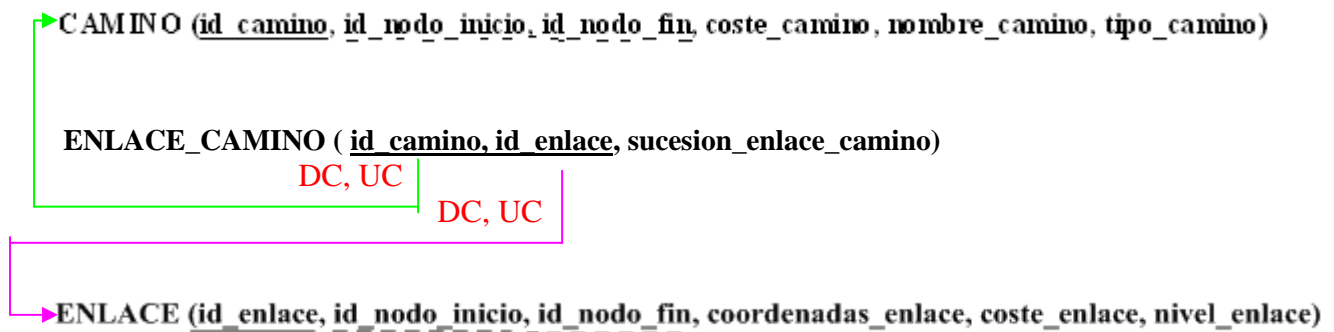 CAMINO (id_camino, id_nodo_inicio, id_nodo_fin, coste_camino, nombre_camino, tipo_camino)
ENLACE_CAMINO ( id_camino, id_enlace, sucesion_enlace_camino)
DC, UC
DC, UC
ENLACE (id_enlace, id_nodo_inicio, id_nodo_fin, coordenadas_enlace, coste_enlace, nivel_enlace)